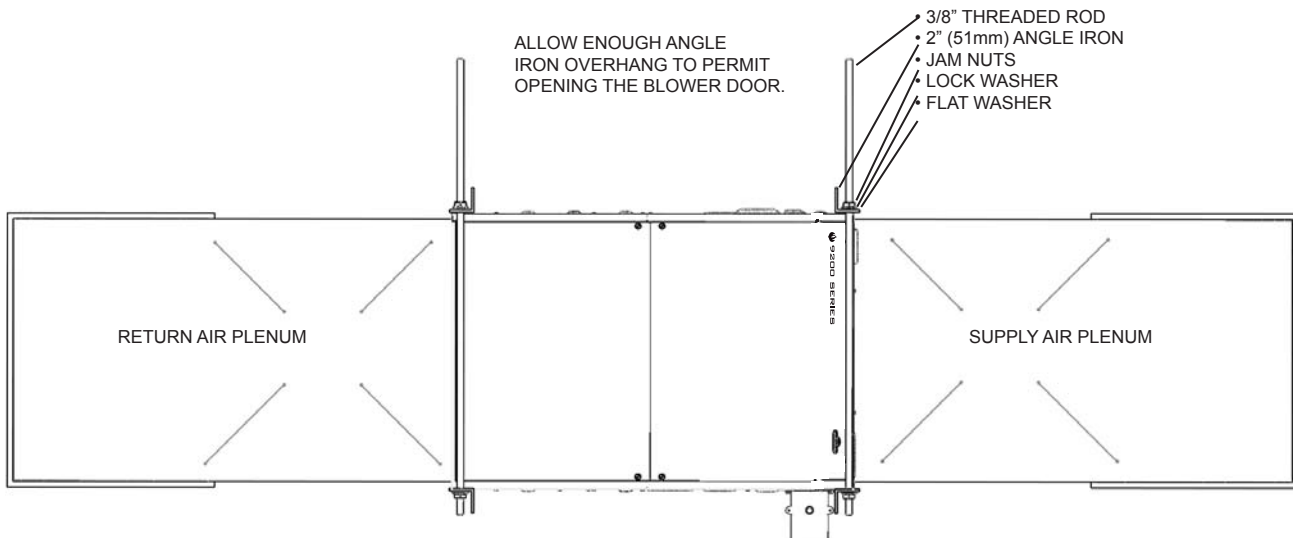 ALLOW ENOUGH ANGLE
IRON OVERHANG TO PERMIT
OPENING THE BLOWER DOOR.
• 3/8” THREADED ROD
• 2” (51mm) ANGLE IRON
• JAM NUTS
• LOCK WASHER
• FLAT WASHER
RETURN AIR PLENUM
9200 SERIES
SUPPLY AIR PLENUM